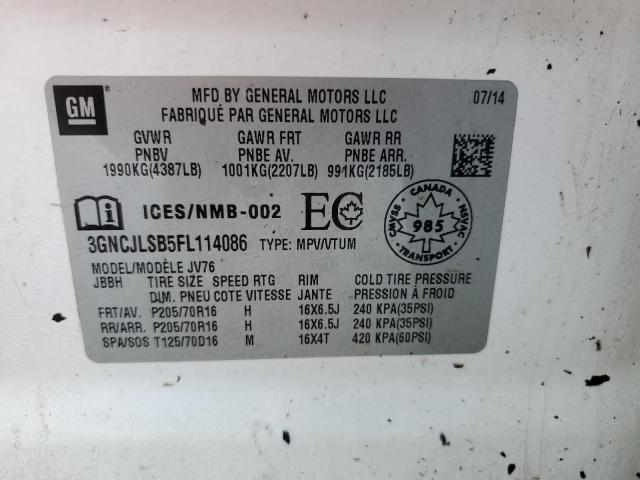 GM
MFD BY GENERAL MOTORS LLC 07/14
FABRIQUÉ PAR GENERAL MOTORS LLC
GVWR GAWR FRT GAWR RR
PNBV PNBE AV. PNBE ARR.
1990KG(4387LB) 1001KG(2207LB) 991KG(2185LB)
ICES/NMB-002 EC
CANADA
CMVSS 985 NSVAC
TRANSPORT
3GNCJLSB5FL114086 TYPE: MPV/VTUM
MODEL/MODÈLE JV76
JBBH TIRE SIZE SPEED RTG RIM COLD TIRE PRESSURE
DIM. PNEU COTE VITESSE JANTE PRESSION À FROID
FRT/AV. P205/70R16 H 16X6.5J 240 KPA(35PSI)
RR/ARR. P205/70R16 H 16X6.5J 240 KPA(35PSI)
SPA/SOS T125/70D16 M 16X4T 420 KPA(60PSI)